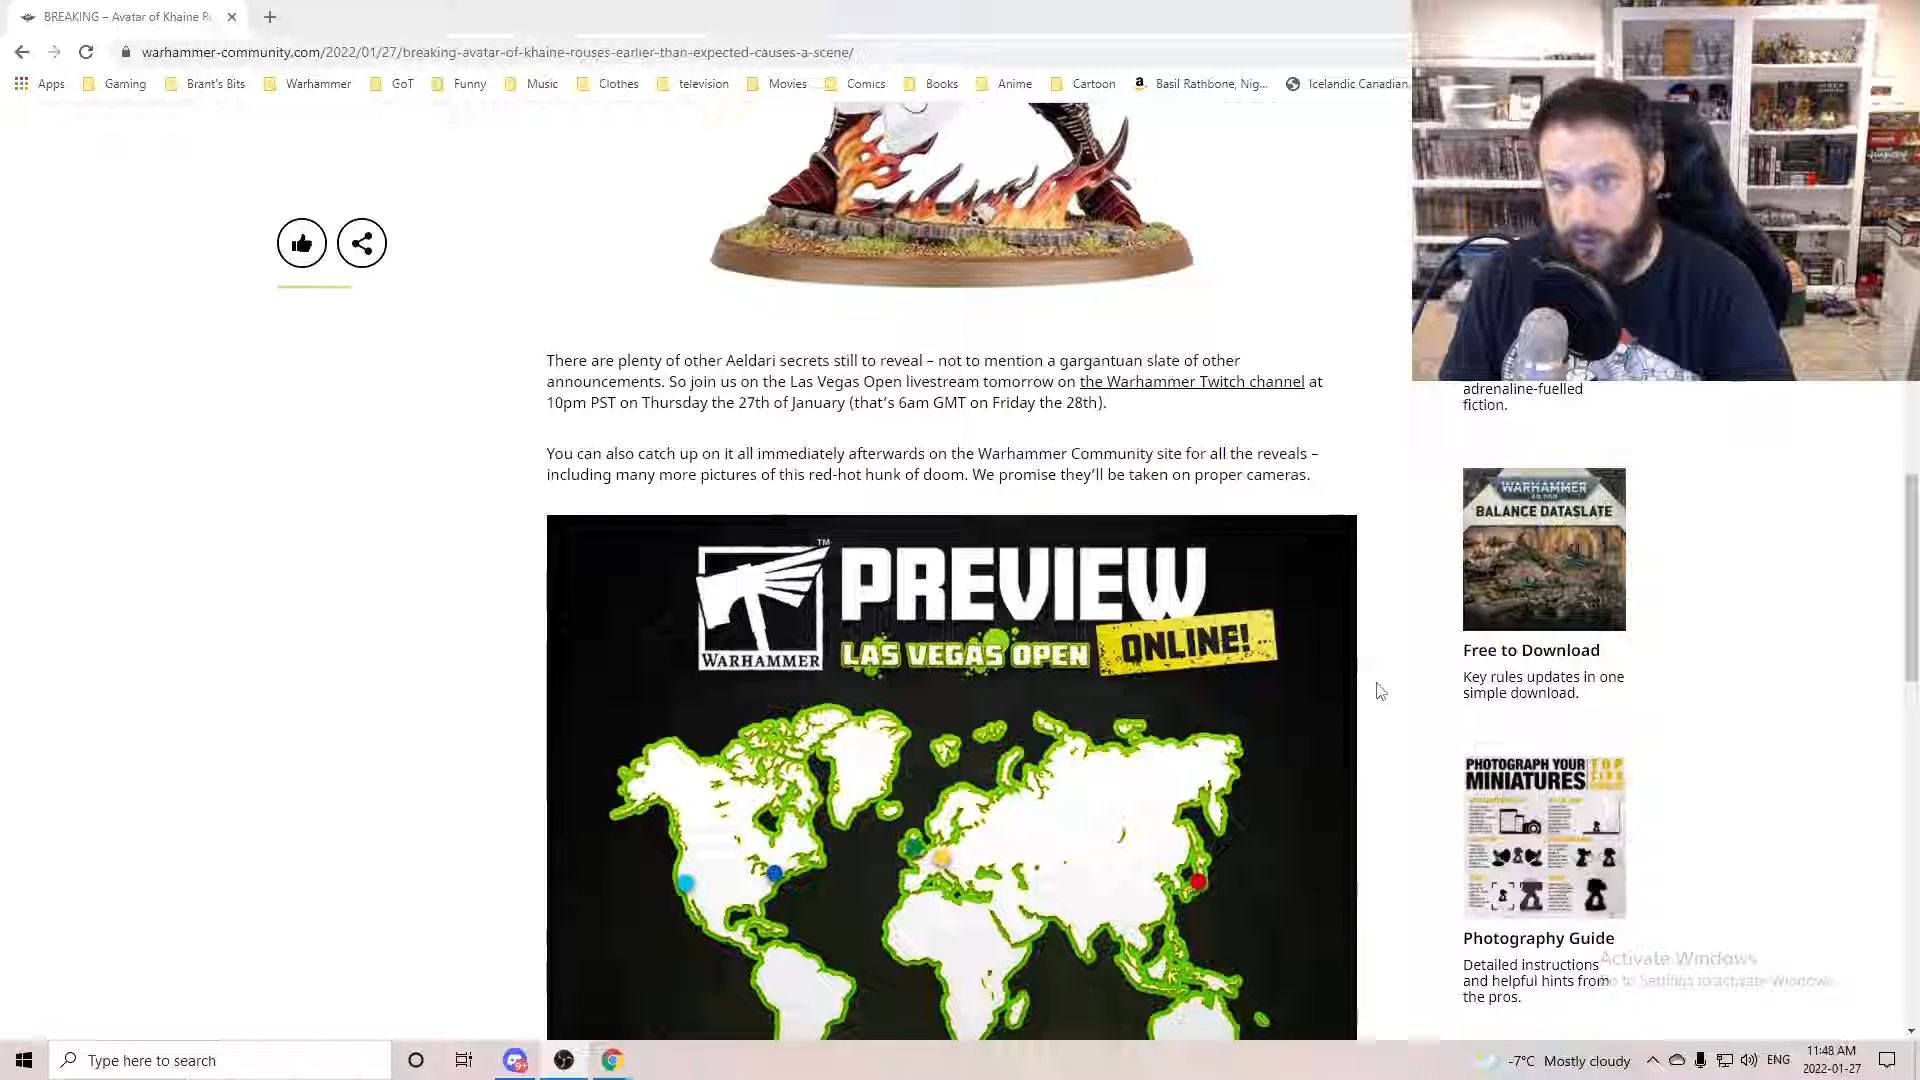 BREAKING – Avatar of Khaine R
warhammer-community.com/2022/01/27/breaking-avatar-of-khaine-rouses-earlier-than-expected-causes-a-scene/
Apps Gaming Brant's Bits Warhammer GoT Funny Music Clothes television Movies Comics Books Anime Cartoon Basil Rathbone, Nig... Icelandic Canadian
There are plenty of other Aeldari secrets still to reveal – not to mention a gargantuan slate of other
announcements. So join us on the Las Vegas Open livestream tomorrow on the Warhammer Twitch channel at
10pm PST on Thursday the 27th of January (that's 6am GMT on Friday the 28th).
You can also catch up on it all immediately afterwards on the Warhammer Community site for all the reveals –
including many more pictures of this red-hot hunk of doom. We promise they'll be taken on proper cameras.
WARHAMMER
TM
PREVIEW
LAS VEGAS OPEN
ONLINE!
adrenaline-fuelled
fiction.
WARHAMMER
BALANCE DATASLATE
Free to Download
Key rules updates in one
simple download.
PHOTOGRAPH YOUR
MINIATURES
TOP
Photography Guide
Detailed instructions
and helpful hints from
the pros.
Activate Windows
Go to Settings to activate Windows.
Type here to search
9+
-7°C Mostly cloudy
ENG
11:48 AM
2022-01-27